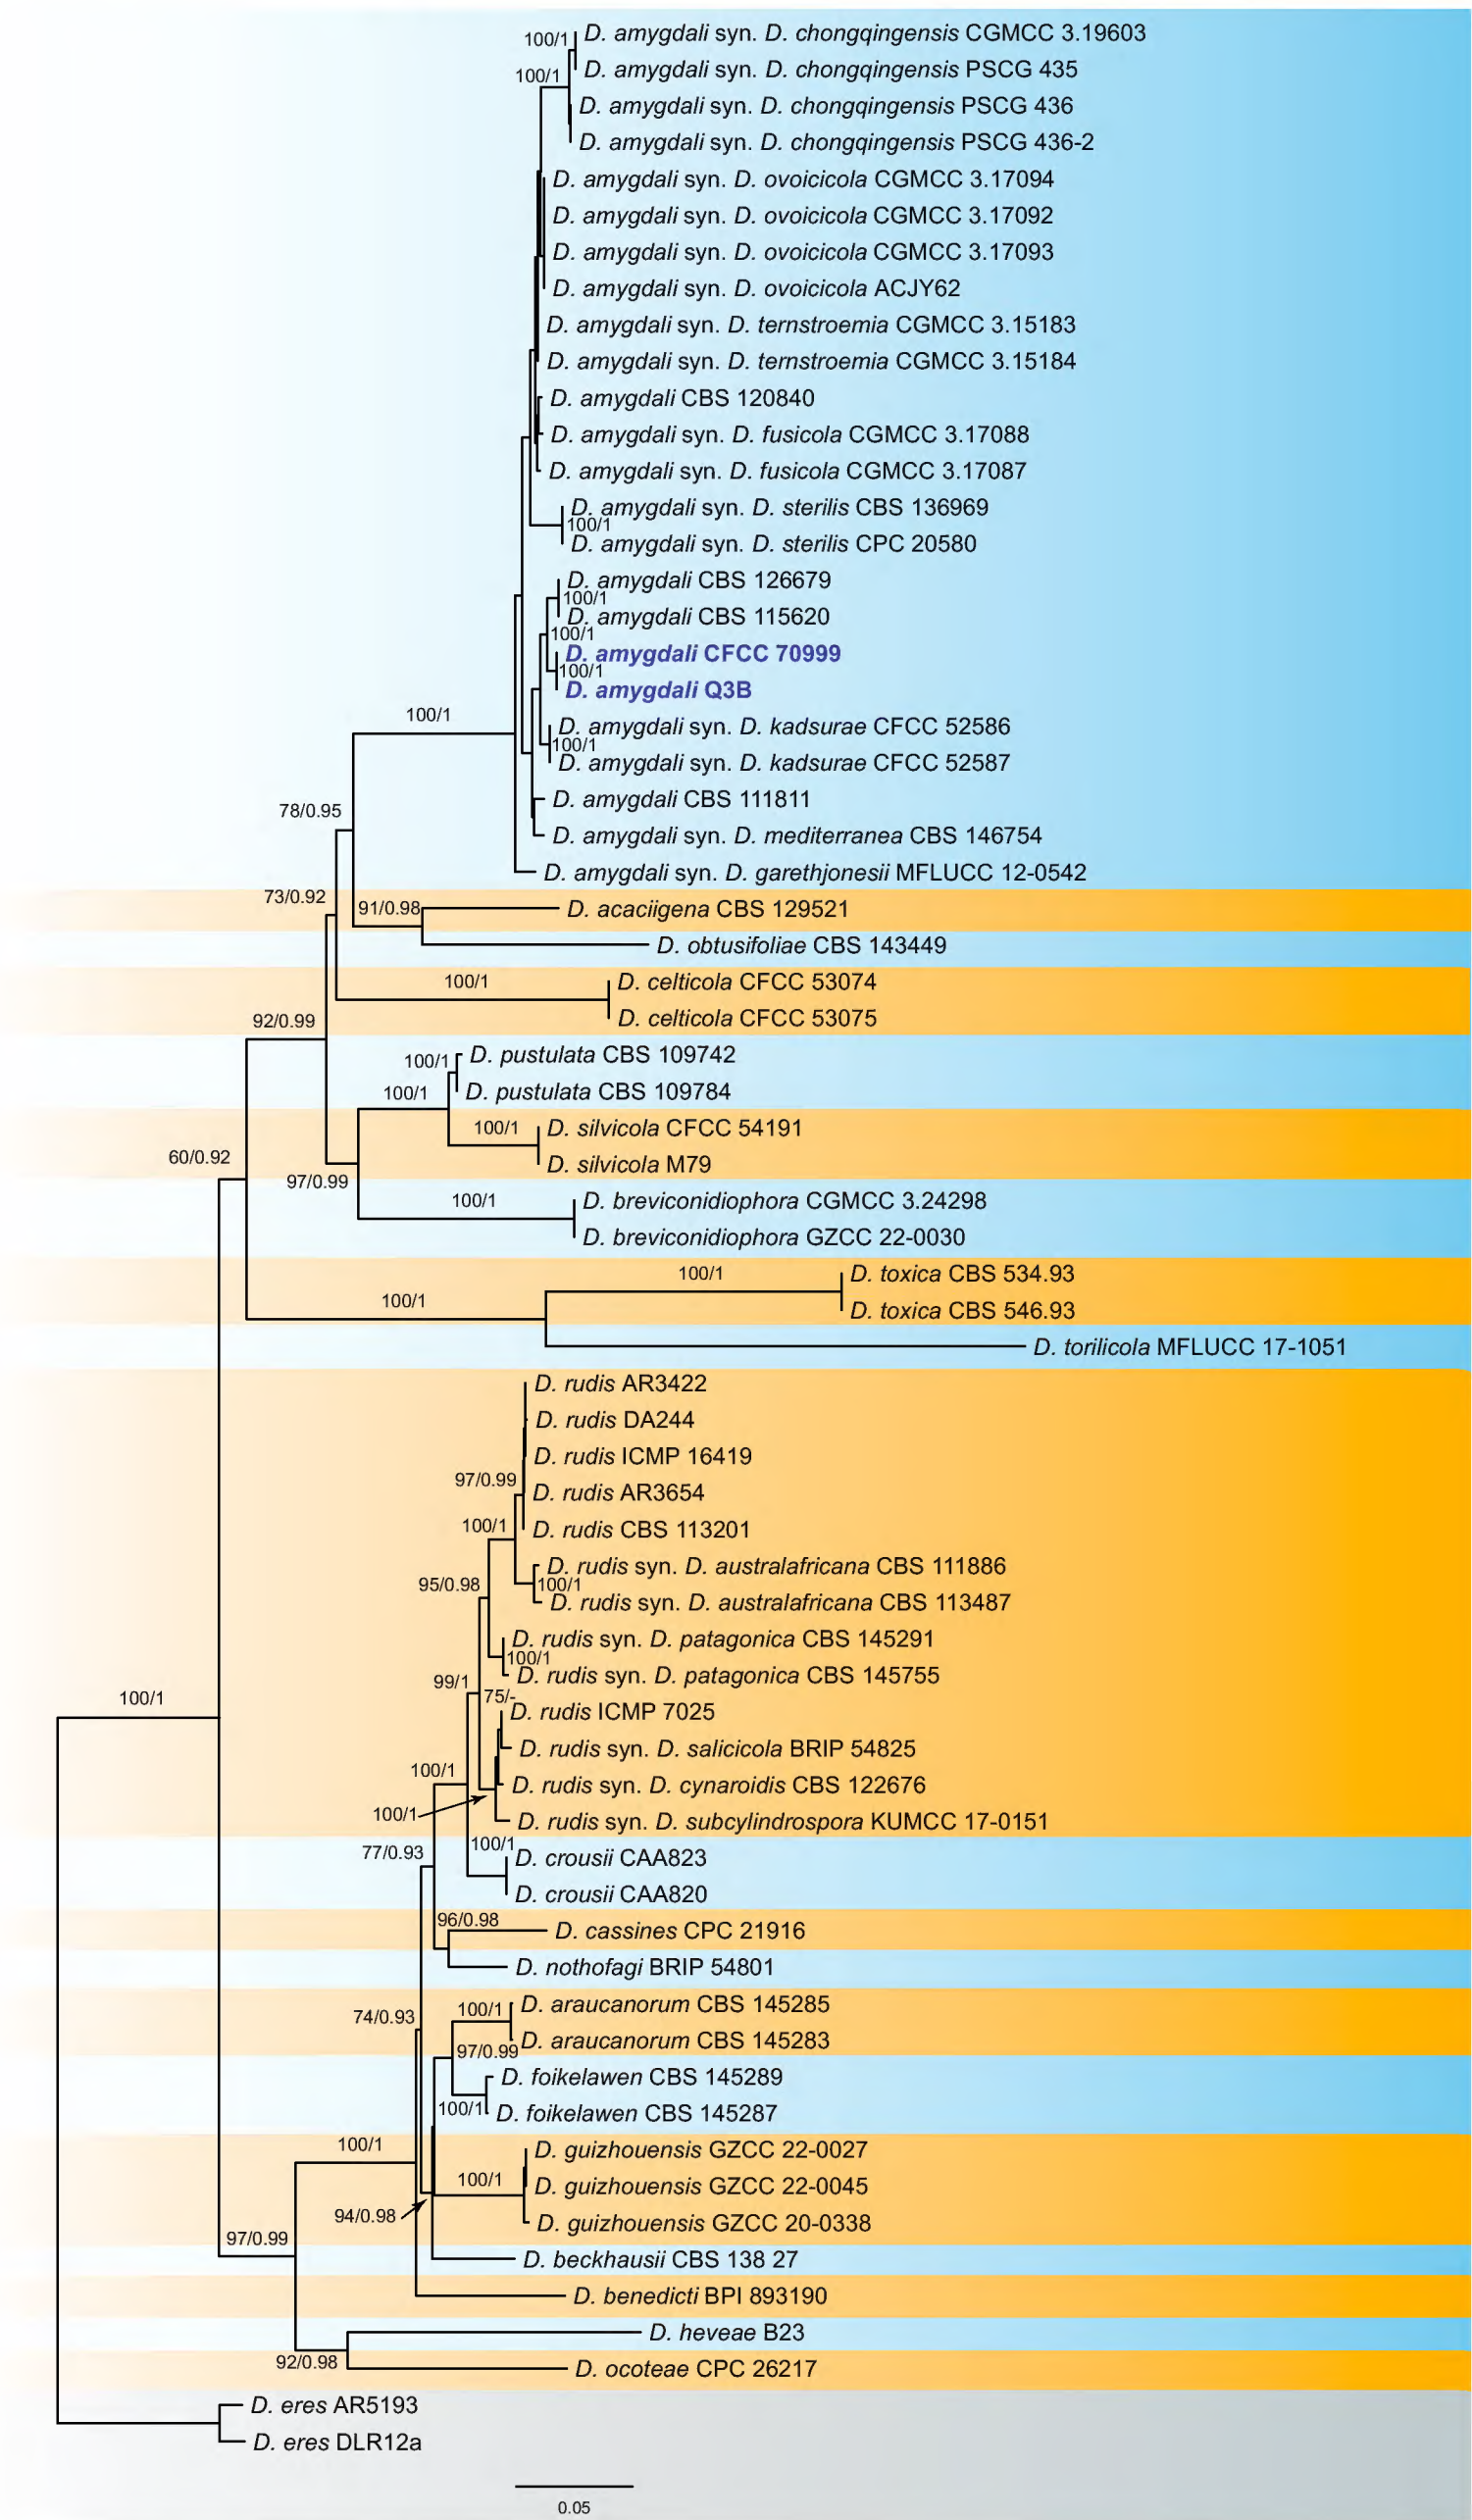 100/1
D. amygdali syn. D. chongqingensis CGMCC 3.19603
D. amygdali syn. D. chongqingensis PSCG 435
100/1
D. amygdali syn. D. chongqingensis PSCG 436
D. amygdali syn. D. chongqingensis PSCG 436-2
D. amygdali syn. D. ovoicicola CGMCC 3.17094
D. amygdali syn. D. ovoicicola CGMCC 3.17092
D. amygdali syn. D. ovoicicola CGMCC 3.17093
D. amygdali syn. D. ovoicicola ACJY62
D. amygdali syn. D. ternstroemia CGMCC 3.15183
D. amygdali syn. D. ternstroemia CGMCC 3.15184
D. amygdali CBS 120840
D. amygdali syn. D. fusicola CGMCC 3.17088
D. amygdali syn. D. fusicola CGMCC 3.17087
D. amygdali syn. D. sterilis CBS 136969
100/1
D. amygdali syn. D. sterilis CPC 20580
D. amygdali CBS 126679
100/1
D. amygdali CBS 115620
100/1
D. amygdali CFCC 70999
100/1
D. amygdali Q3B
100/1
D. amygdali syn. D. kadsurae CFCC 52586
100/1
D. amygdali syn. D. kadsurae CFCC 52587
D. amygdali CBS 111811
78/0.95
D. amygdali syn. D. mediterranea CBS 146754
D. amygdali syn. D. garethjonesii MFLUCC 12-0542
73/0.92
91/0.98
D. acaciigena CBS 129521
D. obtusifoliae CBS 143449
100/1
D. celticola CFCC 53074
D. celticola CFCC 53075
92/0.99
100/1
D. pustulata CBS 109742
D. pustulata CBS 109784
100/1
100/1
D. silvicola CFCC 54191
D. silvicola M79
60/0.92
97/0.99
100/1
D. breviconidiophora CGMCC 3.24298
D. breviconidiophora GZCC 22-0030
100/1
D. toxica CBS 534.93
100/1
D. toxica CBS 546.93
D. torilicola MFLUCC 17-1051
D. rudis AR3422
D. rudis DA244
D. rudis ICMP 16419
97/0.99
D. rudis AR3654
100/1
D. rudis CBS 113201
D. rudis syn. D. australafricana CBS 111886
95/0.98
100/1
D. rudis syn. D. australafricana CBS 113487
D. rudis syn. D. patagonica CBS 145291
100/1
D. rudis syn. D. patagonica CBS 145755
99/1
75/-
100/1
D. rudis ICMP 7025
D. rudis syn. D. salicicola BRIP 54825
100/1
D. rudis syn. D. cynaroidis CBS 122676
100/1
D. rudis syn. D. subcylindrospora KUMCC 17-0151
100/1
77/0.93
D. crousii CAA823
D. crousii CAA820
96/0.98
D. cassines CPC 21916
D. nothofagi BRIP 54801
74/0.93
100/1
D. araucanorum CBS 145285
D. araucanorum CBS 145283
97/0.99
D. foikelawen CBS 145289
100/1
D. foikelawen CBS 145287
100/1
D. guizhouensis GZCC 22-0027
100/1
D. guizhouensis GZCC 22-0045
94/0.98
D. guizhouensis GZCC 20-0338
97/0.99
D. beckhausii CBS 138 27
D. benedicti BPI 893190
D. heveae B23
92/0.98
D. ocoteae CPC 26217
D. eres AR5193
D. eres DLR12a
0.05